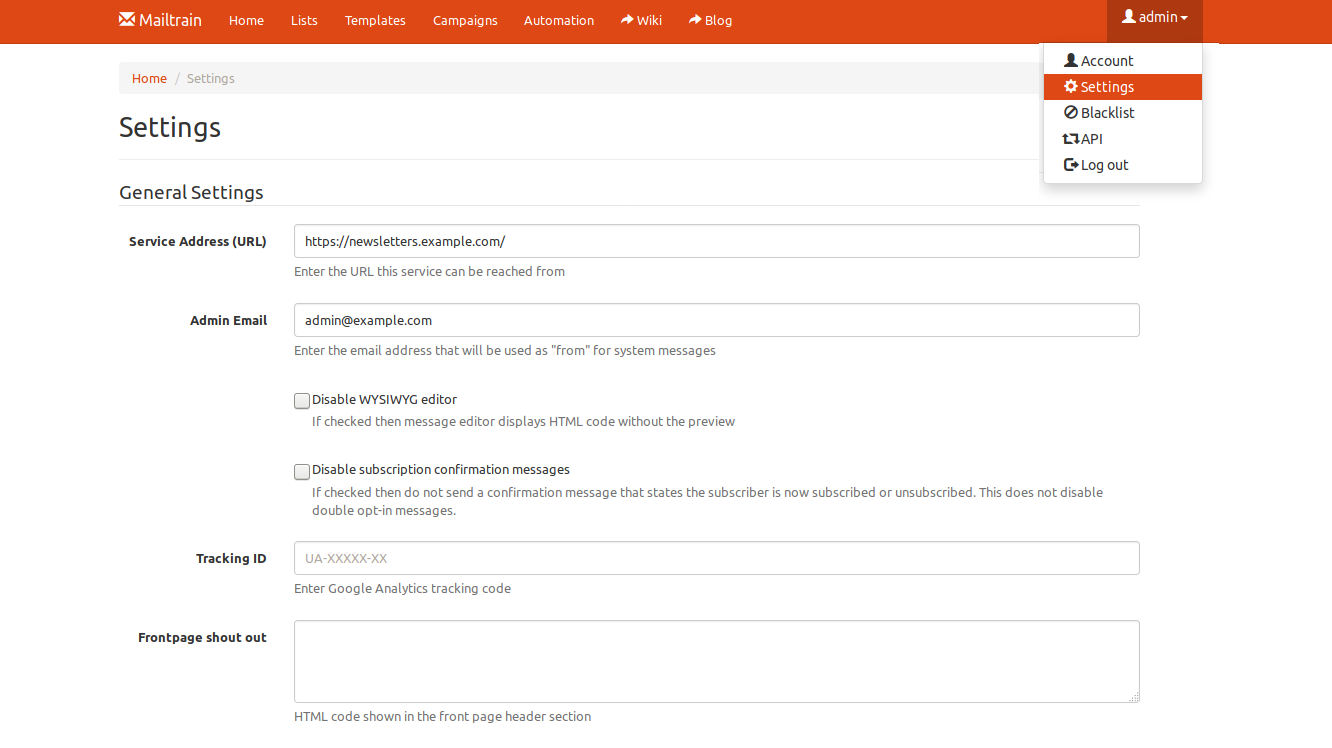 Mailtrain Home Lists Templates Campaigns Automation Wiki Blog admin
Account
Settings
Blacklist
API
Log out
Home / Settings
Settings
General Settings
Service Address (URL) https://newsletters.example.com/
Enter the URL this service can be reached from
Admin Email admin@example.com
Enter the email address that will be used as "from" for system messages
Disable WYSIWYG editor
If checked then message editor displays HTML code without the preview
Disable subscription confirmation messages
If checked then do not send a confirmation message that states the subscriber is now subscribed or unsubscribed. This does not disable
double opt-in messages.
Tracking ID UA-XXXXX-XX
Enter Google Analytics tracking code
Frontpage shout out
HTML code shown in the front page header section